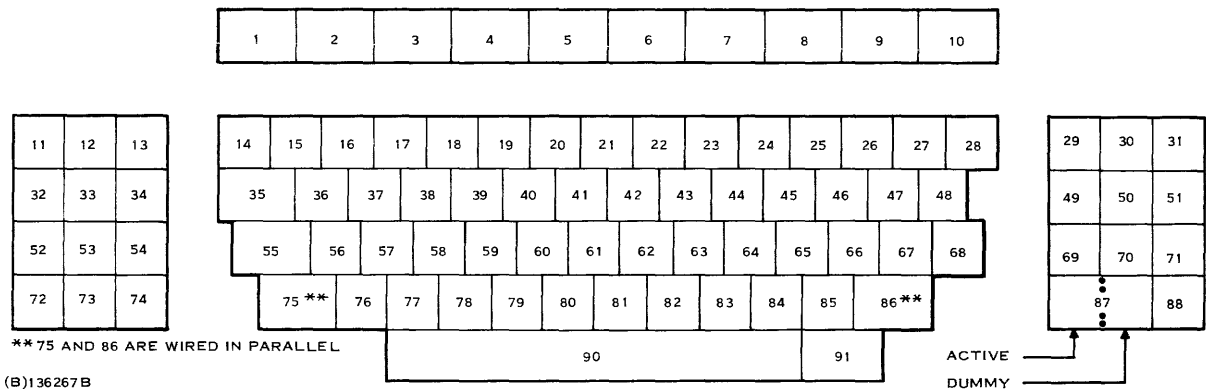 1 2 3 4 5 6 7 8 9 10
11 12 13 14 15 16 17 18 19 20 21 22 23 24 25 26 27 28 29 30 31
32 33 34 35 36 37 38 39 40 41 42 43 44 45 46 47 48 49 50 51
52 53 54 55 56 57 58 59 60 61 62 63 64 65 66 67 68 69 70 71
72 73 74 75** 76 77 78 79 80 81 82 83 84 85 86** 87 88
**75 AND 86 ARE WIRED IN PARALLEL
90 91
ACTIVE
DUMMY
(B)136267B